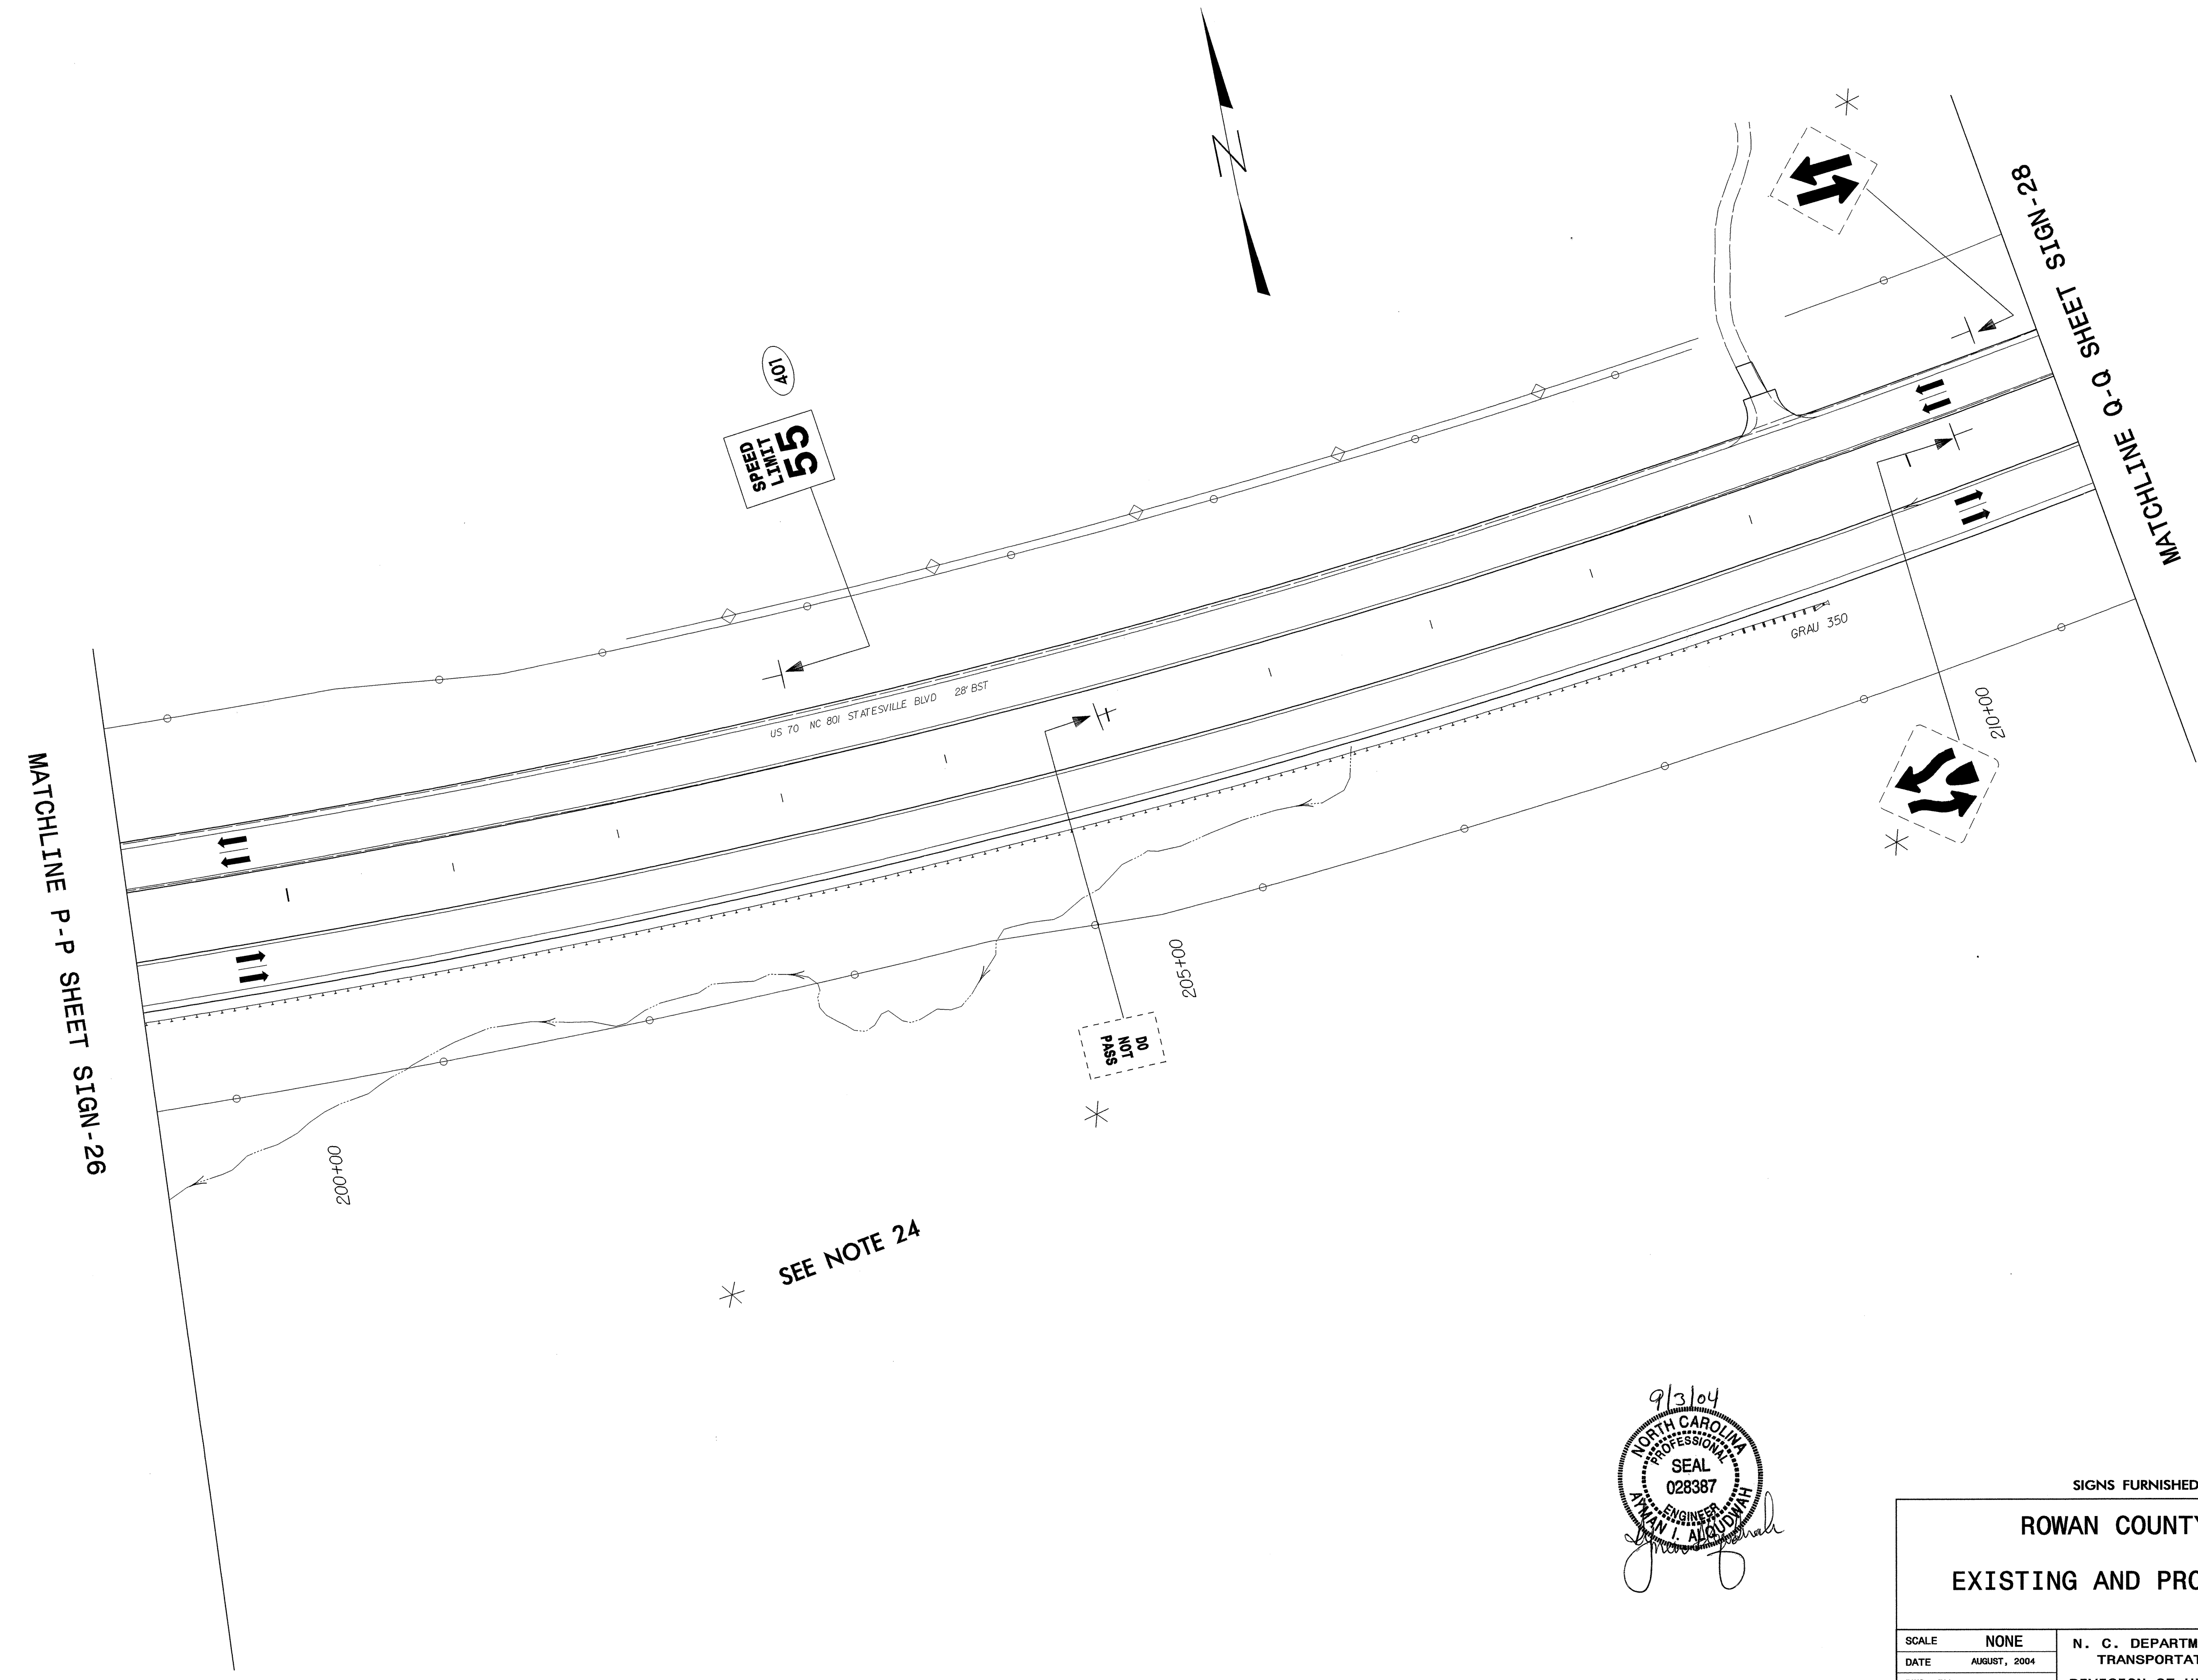 MATCHLINE Q-Q SHEET SIGN-28
401
SPEED
LIMIT
55
GRAU 350
US 70 NC 801 STATESVILLE BLVD 28' BST
210+00
MATCHLINE P-P SHEET SIGN-26
205+00
DO
NOT
PASS
200+00
SEE NOTE 24
9/3/04
NORTH CAROLINA
PROFESSIONAL
SEAL
028387
ENGINEER
AYMAN I. ALQUDWAH
SIGNS FURNISHED
ROWAN COUNTY
EXISTING AND PRO
SCALE NONE
DATE AUGUST, 2004
N. C. DEPARTM
TRANSPORTAT